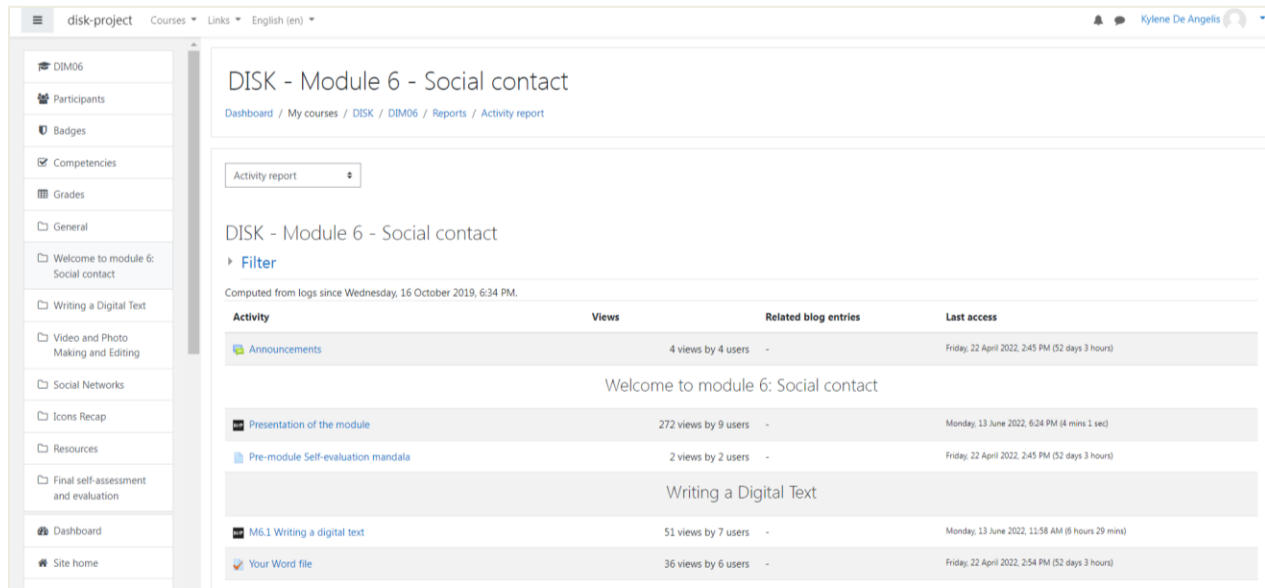 disk-project Courses Links English (en) Kylene De Angelis
DIM06
Participants
Badges
Competencies
Grades
General
Welcome to module 6:
Social contact
Writing a Digital Text
Video and Photo
Making and Editing
Social Networks
Icons Recap
Resources
Final self-assessment
and evaluation
Dashboard
Site home
DISK - Module 6 - Social contact
Dashboard / My courses / DISK / DIM06 / Reports / Activity report
Activity report
DISK - Module 6 - Social contact
Filter
Computed from logs since Wednesday, 16 October 2019, 6:34 PM.
Activity Views Related blog entries Last access
Announcements 4 views by 4 users - Friday, 22 April 2022, 2:45 PM (52 days 3 hours)
Welcome to module 6: Social contact
Presentation of the module 272 views by 9 users - Monday, 13 June 2022, 6:24 PM (4 mins 1 sec)
Pre-module Self-evaluation mandala 2 views by 2 users - Friday, 22 April 2022, 2:45 PM (52 days 3 hours)
Writing a Digital Text
M6.1 Writing a digital text 51 views by 7 users - Monday, 13 June 2022, 11:58 AM (6 hours 29 mins)
Your Word file 36 views by 6 users - Friday, 22 April 2022, 2:54 PM (52 days 3 hours)